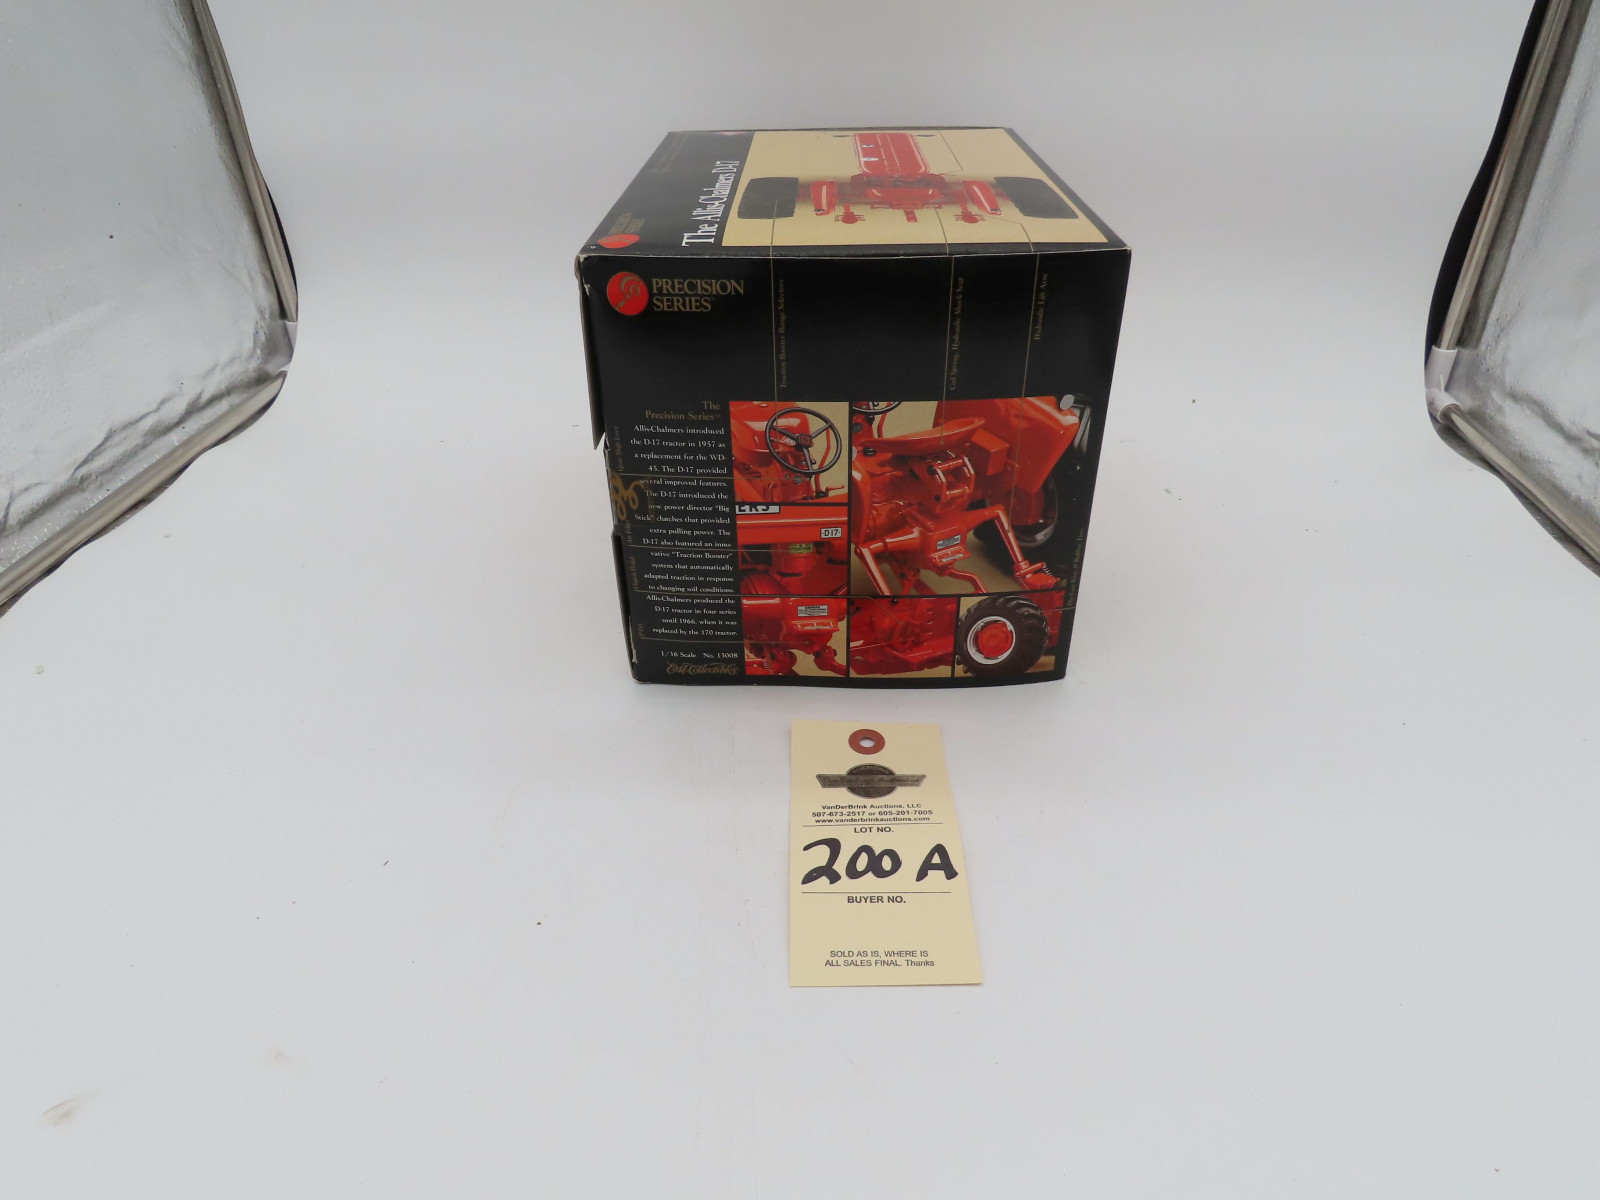 The Allis-Chalmers D-17
PRECISION
SERIES
PRECISION
SERIES™
Traction Booster Range Selectors
Coil Spring, Hydraulic Shock Seat
Hydraulic Lift Arm
The
Precision Series™
Allis-Chalmers introduced
the D-17 tractor in 1957 as
a replacement for the WD-
45. The D-17 provided
several improved features.
The D-17 introduced the
new power director "Big
Stick" clutches that provided
extra pulling power. The
D-17 also featured an inno-
vative "Traction Booster"
system that automatically
adapted traction in response
to changing soil conditions.
Allis-Chalmers produced the
D-17 tractor in four series
until 1966, when it was
replaced by the 170 tractor.
1/16 Scale No. 13008
Ertl Collectibles
ERS
D17
VanDerBrink Auctions, LLC
507-673-2517 or 605-201-7005
www.vanderbrinkauctions.com
LOT NO.
200 A
BUYER NO.
SOLD AS IS, WHERE IS
ALL SALES FINAL. Thanks